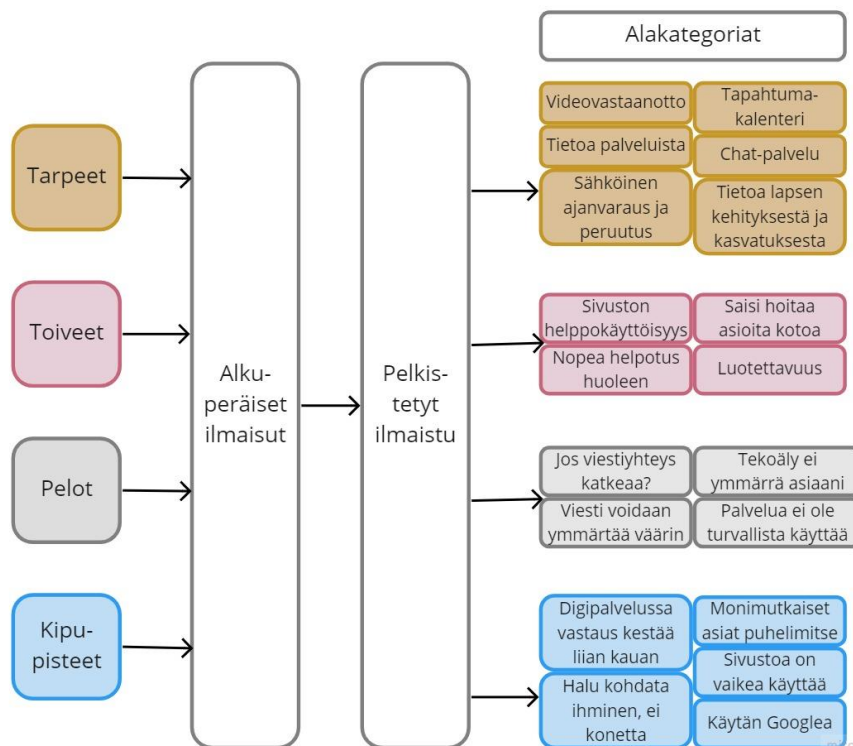 Alakategoriat
Tarpeet
Toiveet
Pelot
Kipu-
pisteet
Alku-
peräiset
ilmaisut
Pelkis-
tetyt
ilmaistu
Videovastaanotto
Tietoa palveluista
Sähköinen
ajanvaraus ja
peruutus
Tapahtuma-
kalenteri
Chat-palvelu
Tietoa lapsen
kehityksestä ja
kasvatuksesta
Sivuston
helppokäyttöisyys
Nopea helpotus
huoleen
Saisi hoitaa
asioita kotoa
Luotettavuus
Jos viestiyhteys
katkeaa?
Viesti voidaan
ymmärtää väärin
Tekoäly ei
ymmärrä asiaani
Palvelua ei ole
turvallista käyttää
Digipalvelussa
vastaus kestää
liian kauan
Halu kohdata
ihminen, ei
konetta
Monimutkaiset
asiat puhelimitse
Sivustoa on
vaikea käyttää
Käytän Googlea